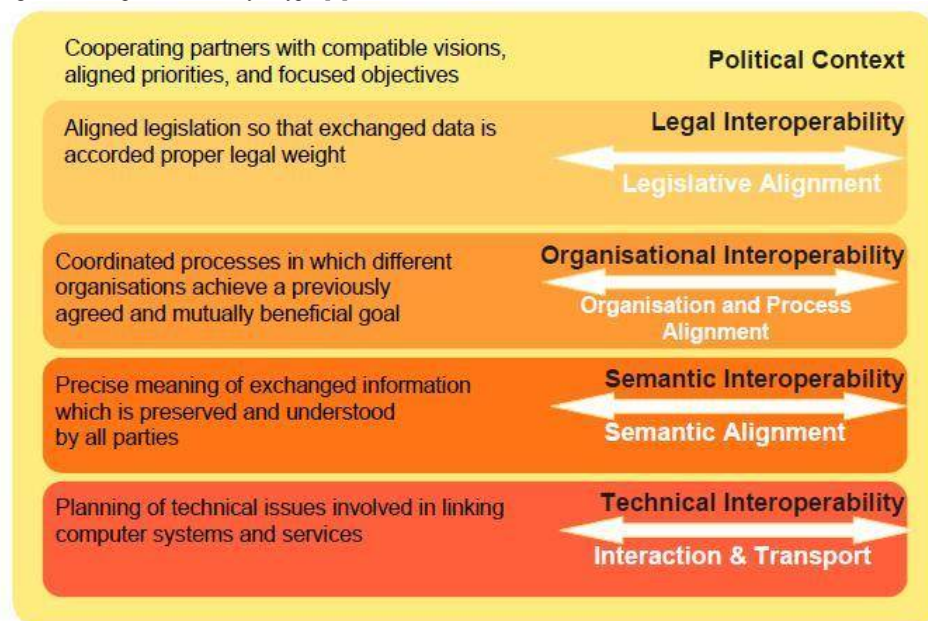 Cooperating partners with compatible visions,
aligned priorities, and focused objectives
Political Context
Aligned legislation so that exchanged data is
accorded proper legal weight
Legal Interoperability
Legislative Alignment
Coordinated processes in which different
organisations achieve a previously
agreed and mutually beneficial goal
Organisational Interoperability
Organisation and Process
Alignment
Precise meaning of exchanged information
which is preserved and understood
by all parties
Semantic Interoperability
Semantic Alignment
Planning of technical issues involved in linking
computer systems and services
Technical Interoperability
Interaction & Transport